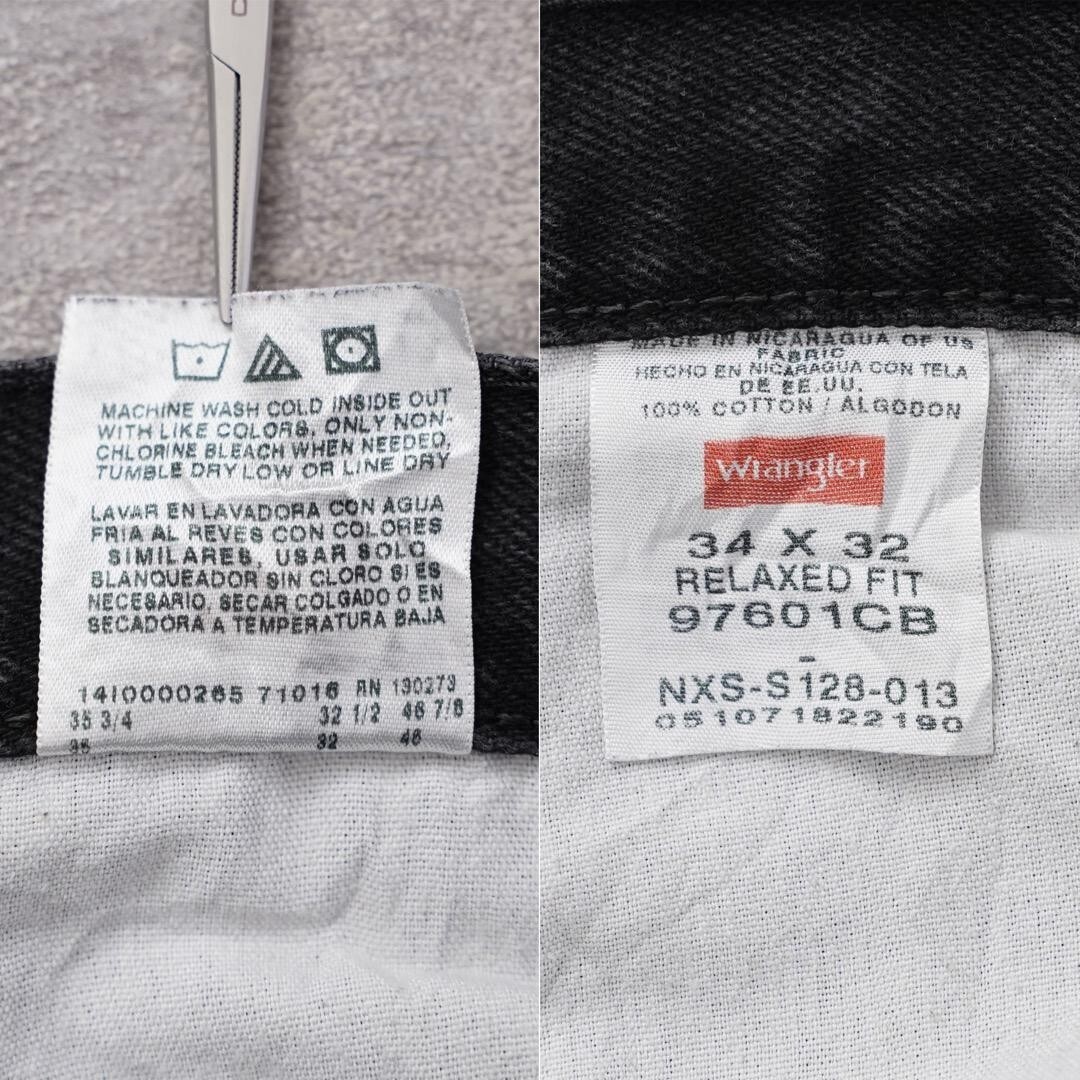 MACHINE WASH COLD INSIDE OUT
WITH LIKE COLORS, ONLY NON-
CHLORINE BLEACH WHEN NEEDED,
TUMBLE DRY LOW OR LINE DRY
LAVAR EN LAVADORA CON AGUA
FRIA AL REVES CON COLORES
SIMILARES, USAR SOLO
BLANQUEADOR SIN CLORO SI ES
NECESARIO, SECAR COLGADO O EN
SECADORA A TEMPERATURA BAJA
14I0000265 71016 RN 130273
35 3/4 32 1/2 46 7/8
36 32 46
MADE IN NICARAGUA OF US
FABRIC
HECHO EN NICARAGUA CON TELA
DE EE.UU.
100% COTTON / ALGODON
Wrangler
34 X 32
RELAXED FIT
97601CB
-
NXS-S128-013
051071822190